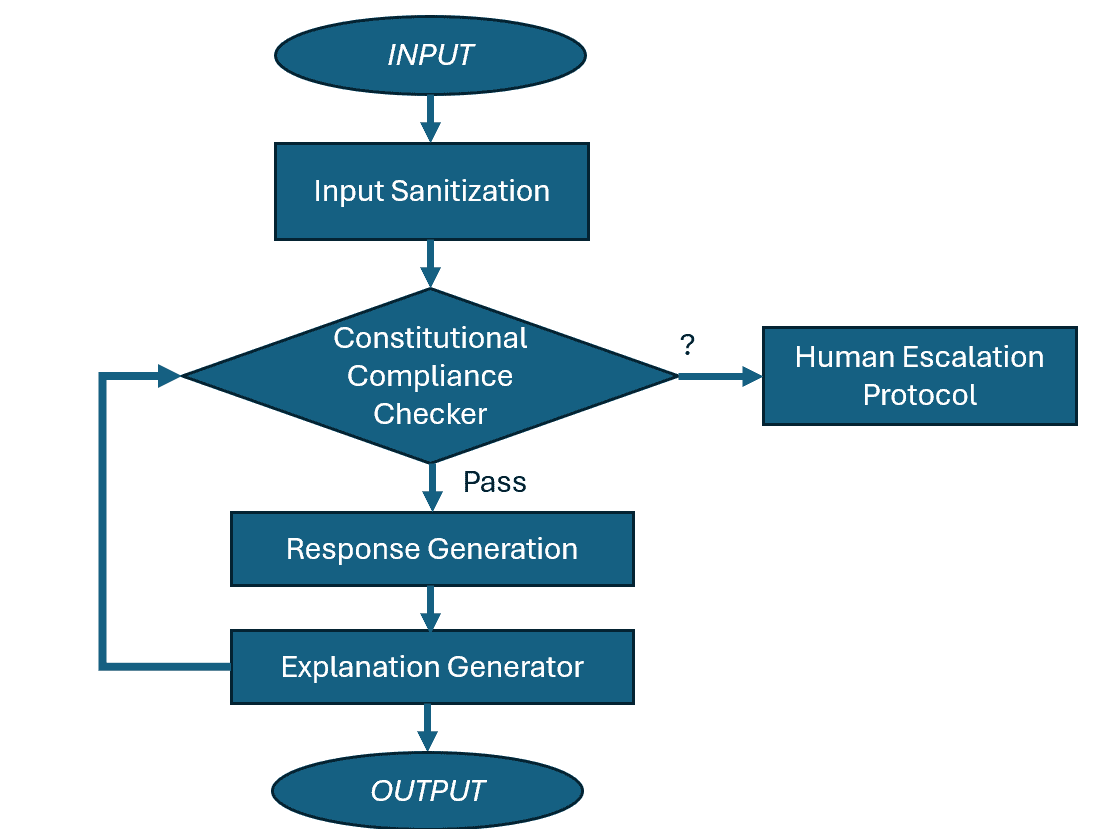 INPUT
Input Sanitization
Constitutional
Compliance
Checker
?
Human Escalation
Protocol
Pass
Response Generation
Explanation Generator
OUTPUT